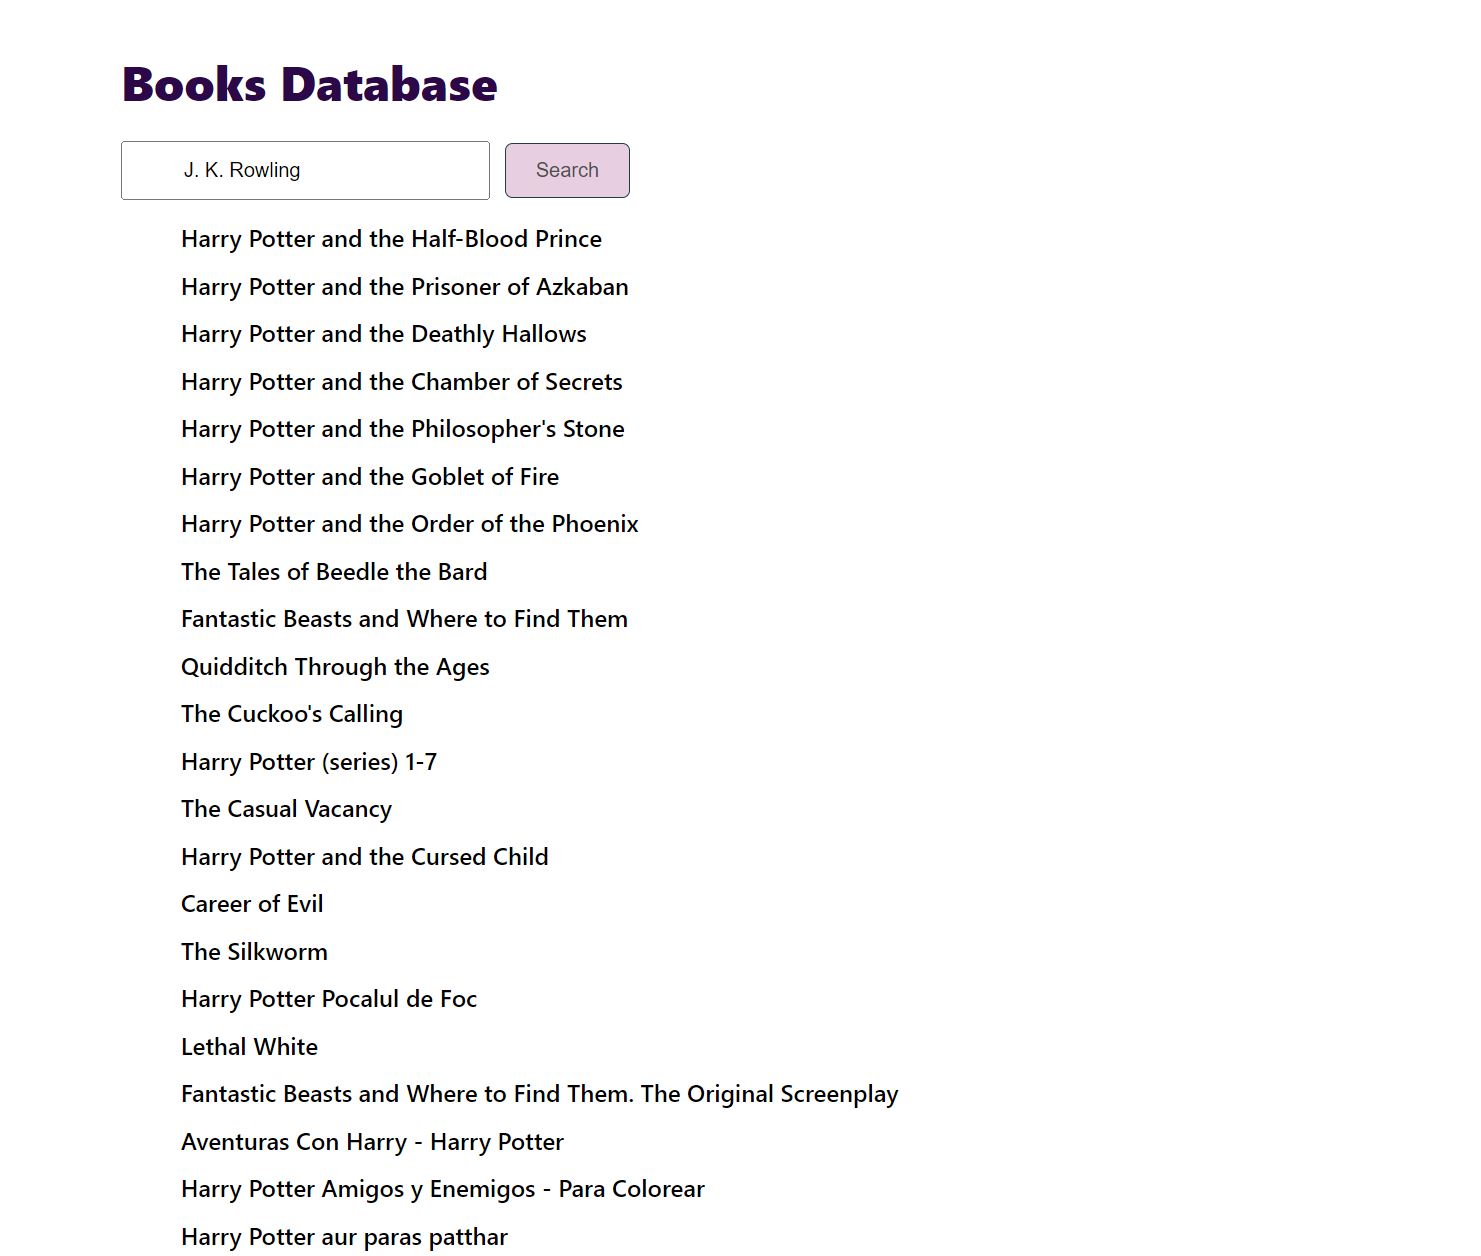 Books Database
J. K. Rowling
Search
Harry Potter and the Half-Blood Prince
Harry Potter and the Prisoner of Azkaban
Harry Potter and the Deathly Hallows
Harry Potter and the Chamber of Secrets
Harry Potter and the Philosopher's Stone
Harry Potter and the Goblet of Fire
Harry Potter and the Order of the Phoenix
The Tales of Beedle the Bard
Fantastic Beasts and Where to Find Them
Quidditch Through the Ages
The Cuckoo's Calling
Harry Potter (series) 1-7
The Casual Vacancy
Harry Potter and the Cursed Child
Career of Evil
The Silkworm
Harry Potter Pocalul de Foc
Lethal White
Fantastic Beasts and Where to Find Them. The Original Screenplay
Aventuras Con Harry - Harry Potter
Harry Potter Amigos y Enemigos - Para Colorear
Harry Potter aur paras patthar